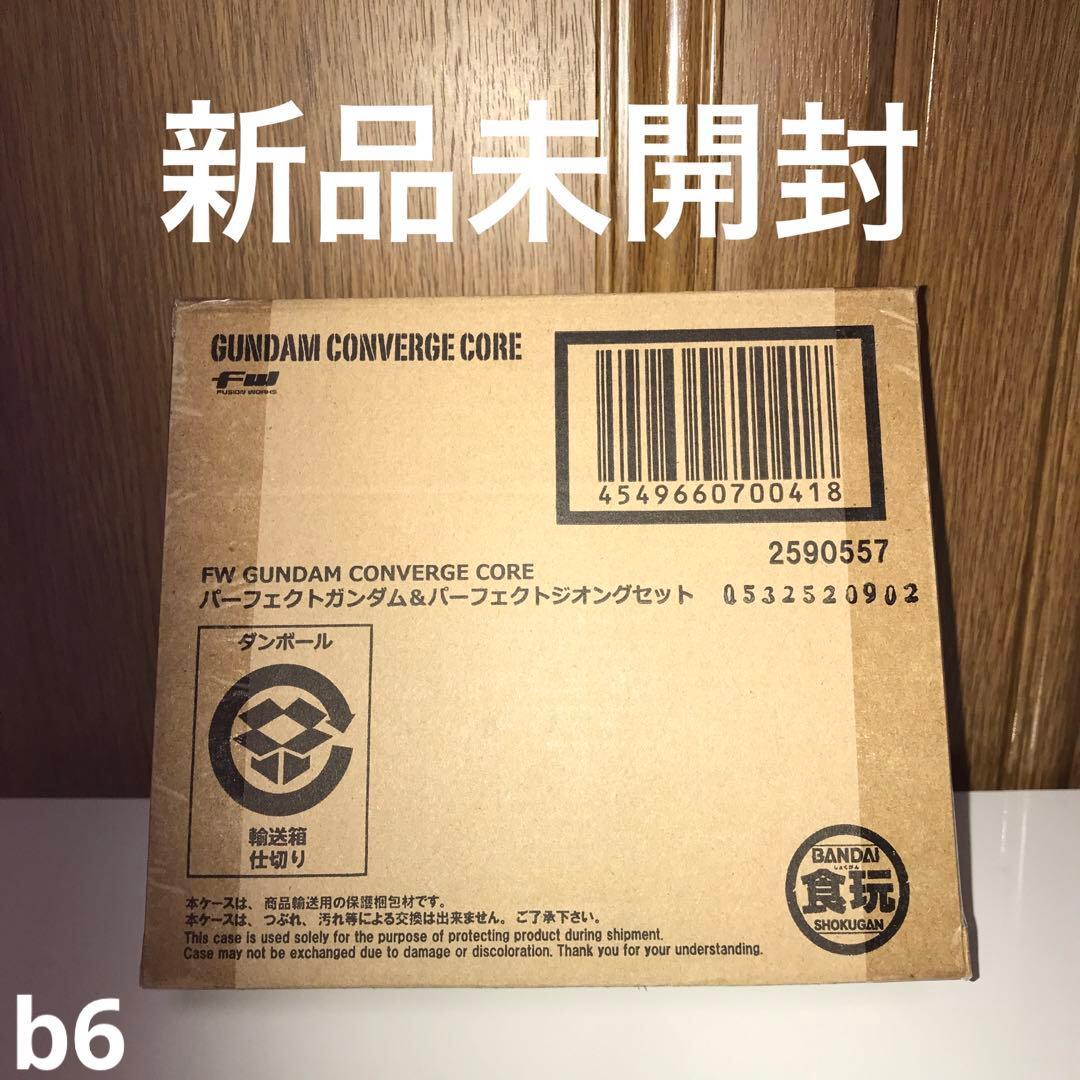 新品未開封
GUNDAM CONVERGE CORE
FW
FUSION WORKS
4549660700418
2590557
FW GUNDAM CONVERGE CORE
パーフェクトガンダム&パーフェクトジオングセット 0532520902
ダンボール
輸送箱
仕切り
BANDAI
しょくがん
食玩
SHOKUGAN
本ケースは、商品輸送用の保護梱包材です。
本ケースは、つぶれ、汚れ等による交換は出来ません。ご了承下さい。
This case is used solely for the purpose of protecting product during shipment.
Case may not be exchanged due to damage or discoloration. Thank you for your understanding.
b6